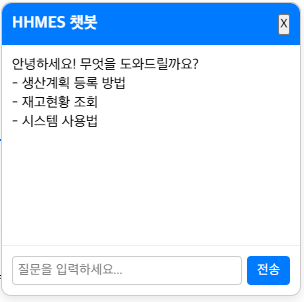 HHMES 챗봇
X
안녕하세요! 무엇을 도와드릴까요?
- 생산계획 등록 방법
- 재고현황 조회
- 시스템 사용법
질문을 입력하세요...
전송